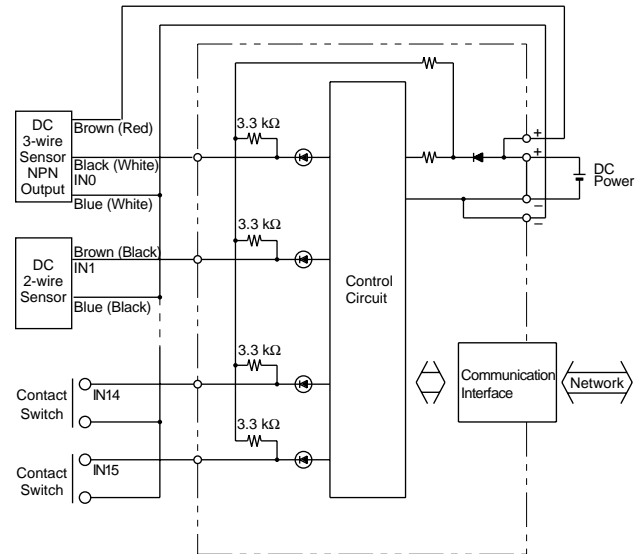 DC
3-wire
Sensor
NPN
Output
Brown (Red)
Black (White)
IN0
Blue (White)
3.3 kΩ
DC
2-wire
Sensor
Brown (Black)
IN1
Blue (Black)
3.3 kΩ
Contact
Switch
IN14
3.3 kΩ
Contact
Switch
IN15
3.3 kΩ
Control
Circuit
+
+
−
−
DC
Power
Communication
Interface
Network